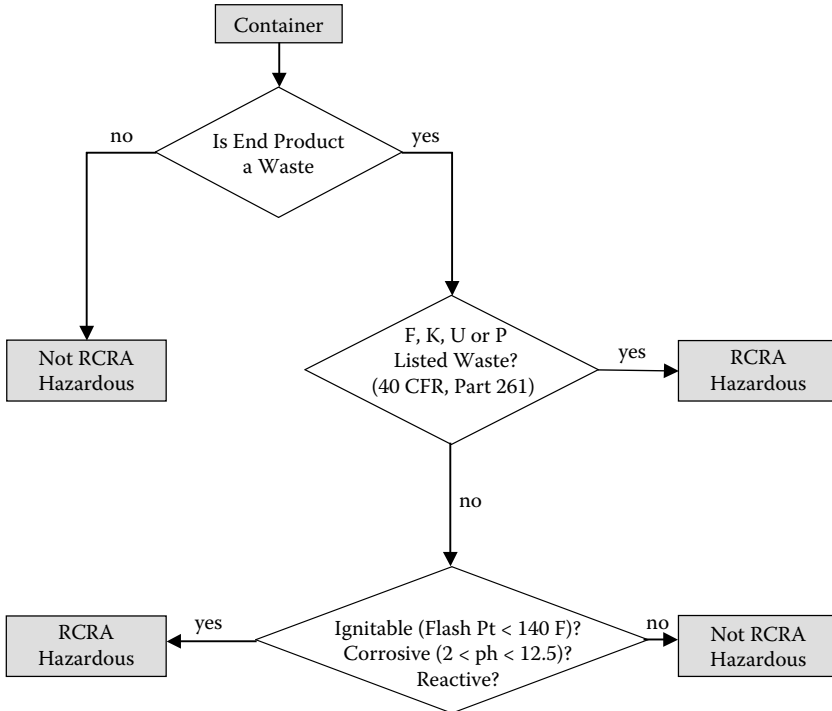 Container
Is End Product
a Waste
no
yes
F, K, U or P
Listed Waste?
(40 CFR, Part 261)
Not RCRA
Hazardous
yes
RCRA
Hazardous
no
Ignitable (Flash Pt < 140 F)?
Corrosive (2 < ph < 12.5)?
Reactive?
yes
RCRA
Hazardous
no
Not RCRA
Hazardous